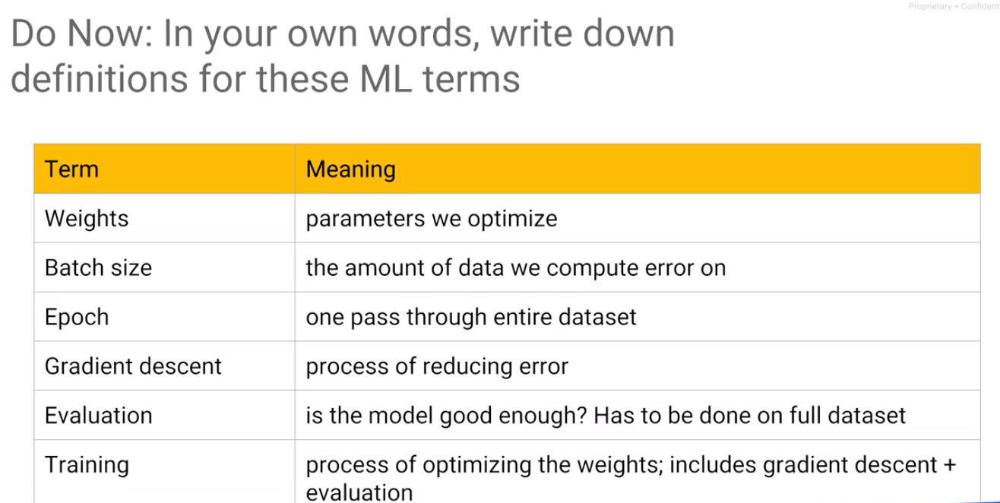 Proprietary + Confident
Do Now: In your own words, write down
definitions for these ML terms
Term Meaning
Weights parameters we optimize
Batch size the amount of data we compute error on
Epoch one pass through entire dataset
Gradient descent process of reducing error
Evaluation is the model good enough? Has to be done on full dataset
Training process of optimizing the weights; includes gradient descent +
evaluation